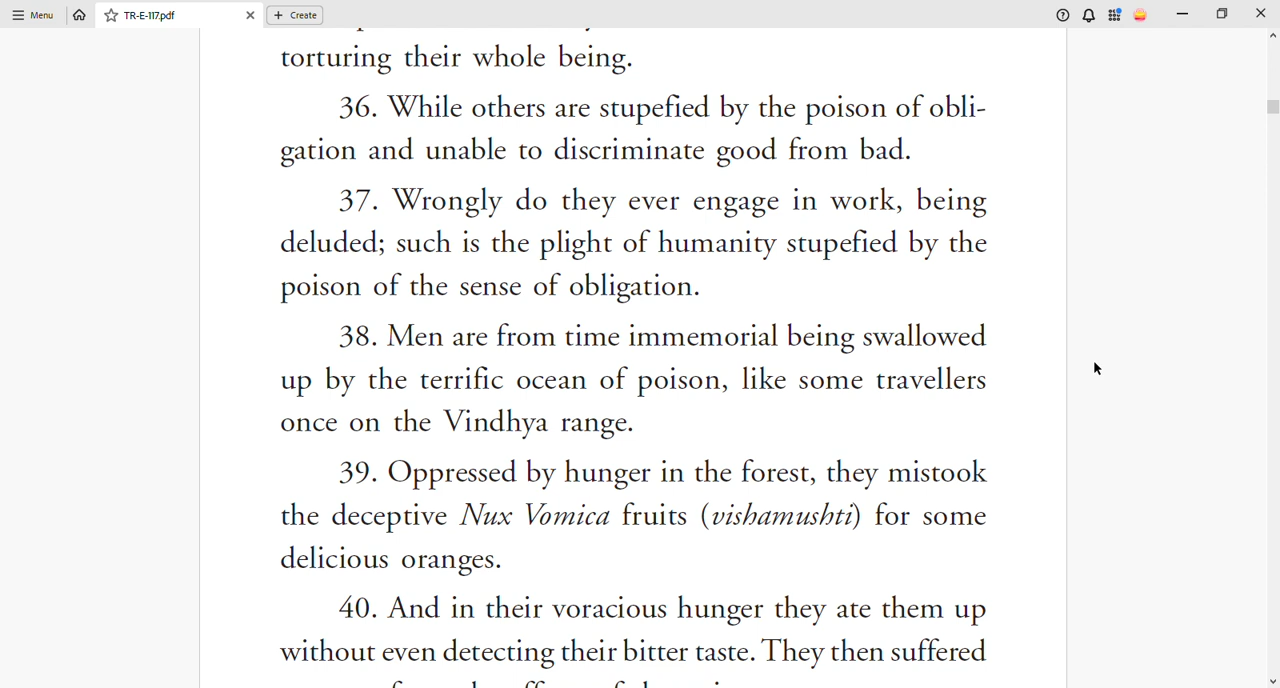 Menu
TR-E-117.pdf
Create
torturing their whole being.
36. While others are stupefied by the poison of obli-
gation and unable to discriminate good from bad.
37. Wrongly do they ever engage in work, being
deluded; such is the plight of humanity stupefied by the
poison of the sense of obligation.
38. Men are from time immemorial being swallowed
up by the terrific ocean of poison, like some travellers
once on the Vindhya range.
39. Oppressed by hunger in the forest, they mistook
the deceptive Nux Vomica fruits (vishamushti) for some
delicious oranges.
40. And in their voracious hunger they ate them up
without even detecting their bitter taste. They then suffered